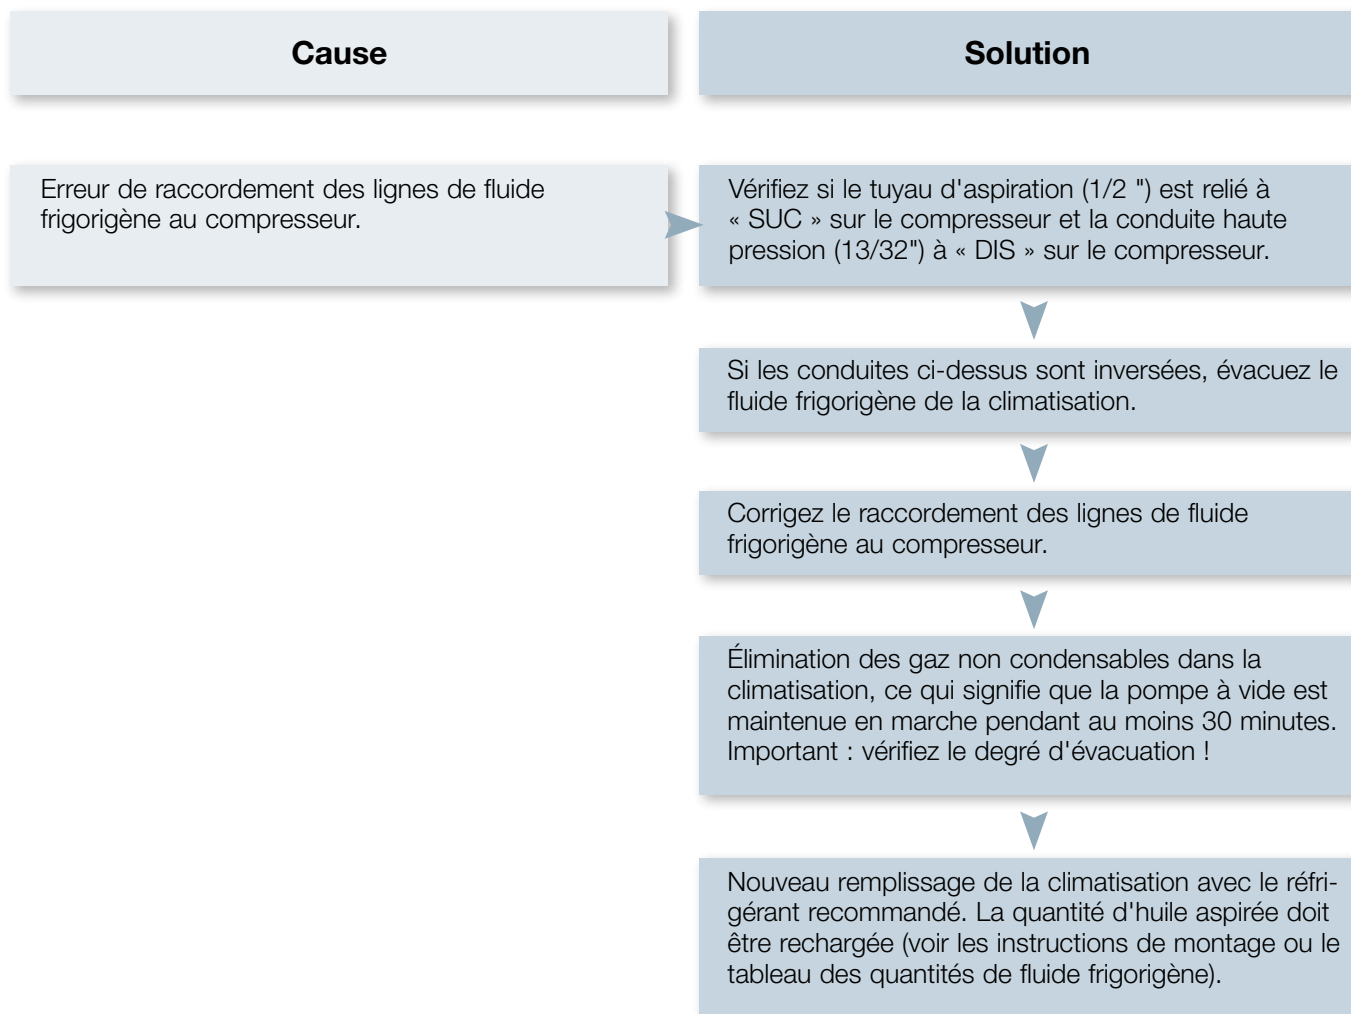 Cause
Solution
Erreur de raccordement des lignes de fluide
frigorigène au compresseur.
Vérifiez si le tuyau d'aspiration (1/2 ") est relié à
« SUC » sur le compresseur et la conduite haute
pression (13/32") à « DIS » sur le compresseur.
Si les conduites ci-dessus sont inversées, évacuez le
fluide frigorigène de la climatisation.
Corrigez le raccordement des lignes de fluide
frigorigène au compresseur.
Élimination des gaz non condensables dans la
climatisation, ce qui signifie que la pompe à vide est
maintenue en marche pendant au moins 30 minutes.
Important : vérifiez le degré d'évacuation !
Nouveau remplissage de la climatisation avec le réfri-
gérant recommandé. La quantité d'huile aspirée doit
être rechargée (voir les instructions de montage ou le
tableau des quantités de fluide frigorigène).